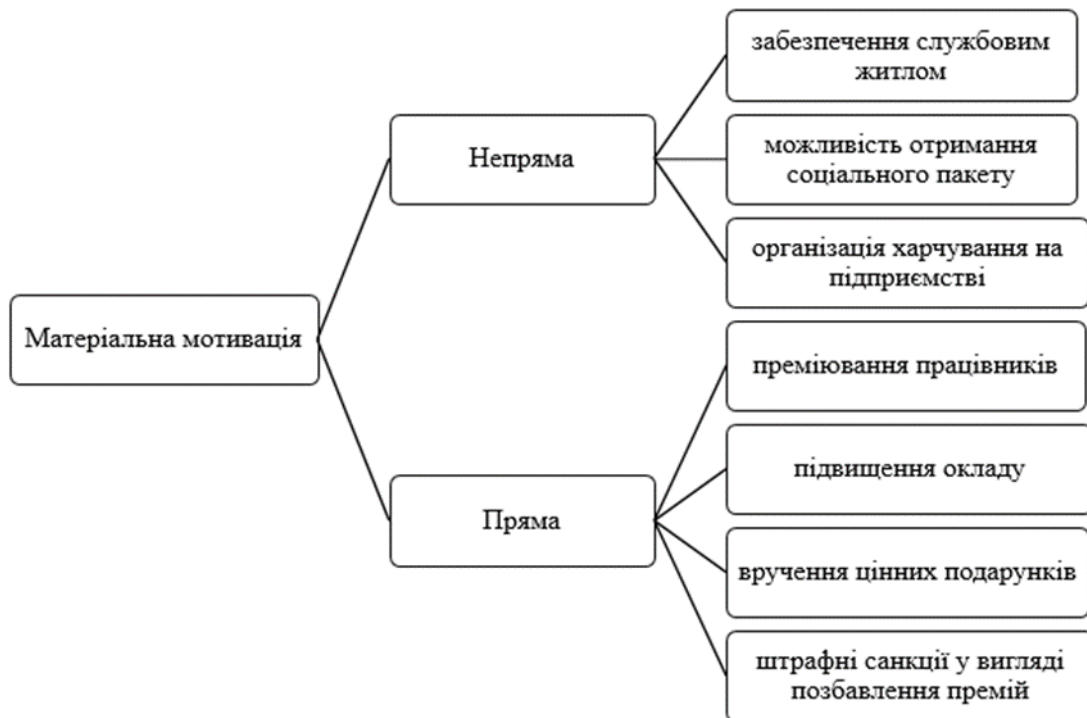 Матеріальна мотивація
Непряма
забезпечення службовим
житлом
можливість отримання
соціального пакету
організація харчування на
підприємстві
Пряма
преміювання працівників
підвищення окладу
вручення цінних подарунків
штрафні санкції у вигляді
позбавлення премій